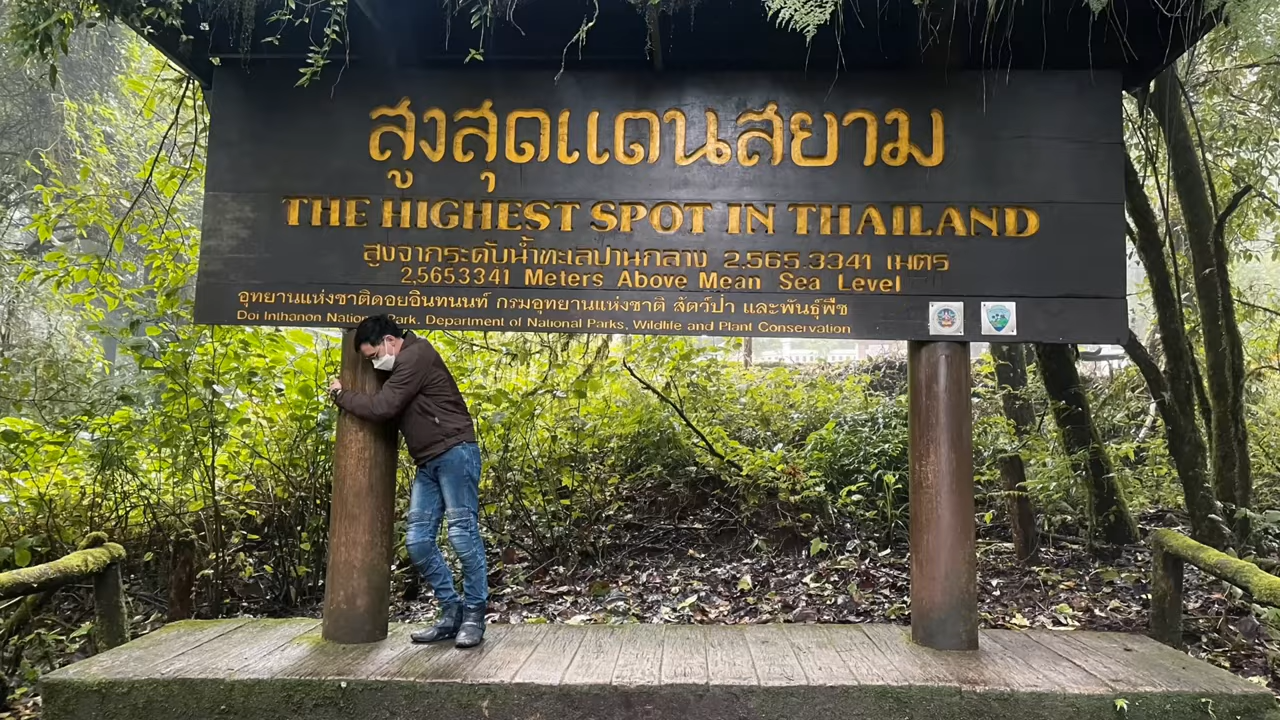 สูงสุดแดนสยาม
THE HIGHEST SPOT IN THAILAND
สูงจากระดับน้ำทะเลปานกลาง 2,565.3341 เมตร
2,565.3341 Meters Above Mean Sea Level
อุทยานแห่งชาติดอยอินทนนท์ กรมอุทยานแห่งชาติ สัตว์ป่า และพันธุ์พืช
Doi Inthanon National Park, Department of National Parks, Wildlife and Plant Conservation